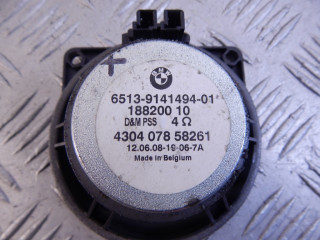 BMW
6513-9141494-01
188200 10
D&M PSS 4 Ω
4304 078 58261
12.06.08-19-06-7A
Made in Belgium